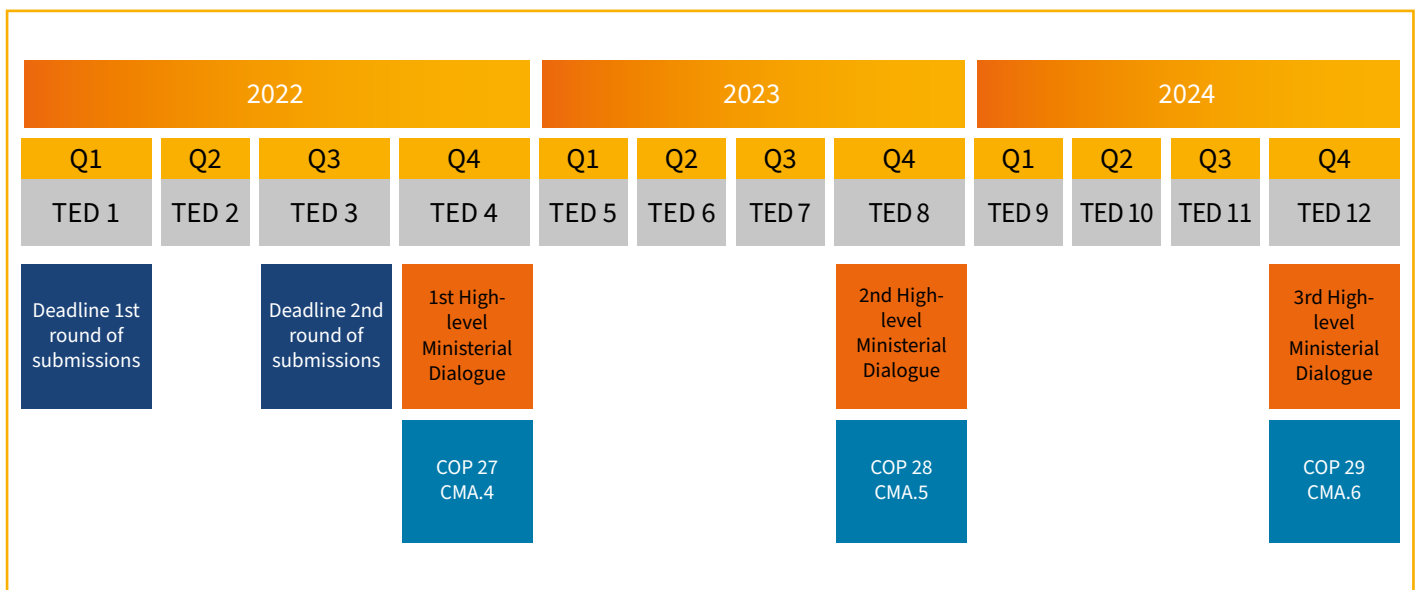 2022 2023 2024
Q1 Q2 Q3 Q4 Q1 Q2 Q3 Q4 Q1 Q2 Q3 Q4
TED 1 TED 2 TED 3 TED 4 TED 5 TED 6 TED 7 TED 8 TED 9 TED 10 TED 11 TED 12
Deadline 1st
round of
submissions
Deadline 2nd
round of
submissions
1st High-
level
Ministerial
Dialogue
2nd High-
level
Ministerial
Dialogue
3rd High-
level
Ministerial
Dialogue
COP 27
CMA.4
COP 28
CMA.5
COP 29
CMA.6